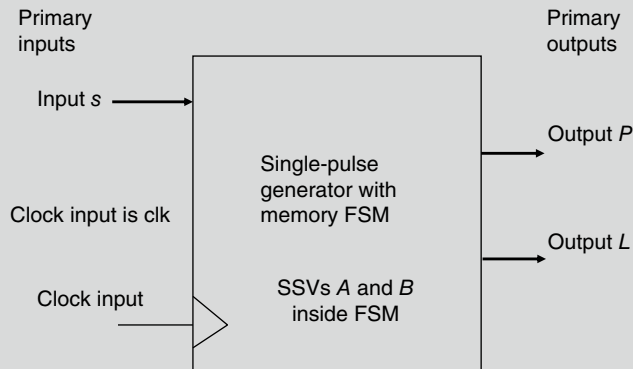 Primary
inputs
Primary
outputs
Input s
Output P
Single-pulse
generator with
memory FSM
Clock input is clk
Output L
SSVs A and B
inside FSM
Clock input